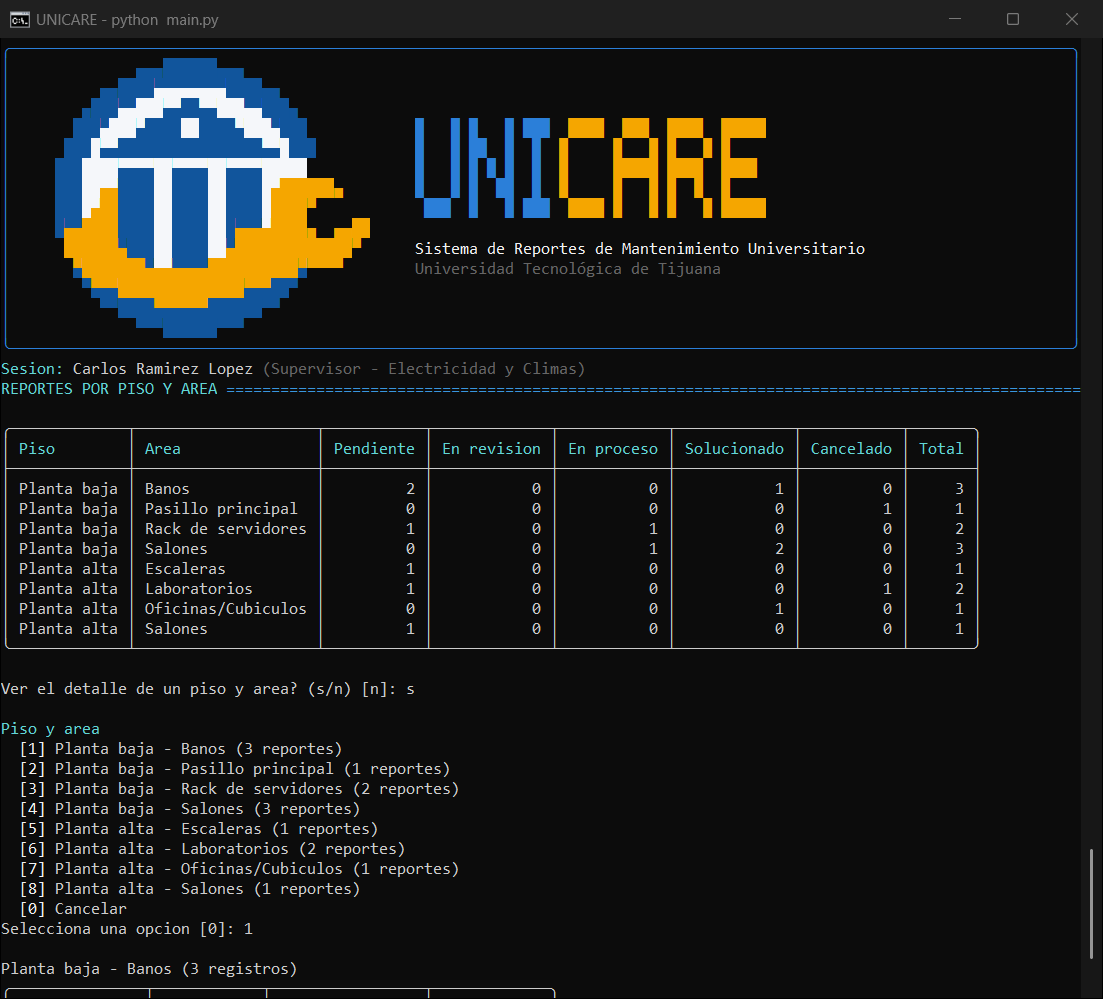 UNICARE - python  main.py
UNICARE
Sistema de Reportes de Mantenimiento Universitario
Universidad Tecnológica de Tijuana
Sesion: Carlos Ramirez Lopez (Supervisor - Electricidad y Climas)
REPORTES POR PISO Y AREA ===============================================================================================
Piso Area Pendiente En revision En proceso Solucionado Cancelado Total
Planta baja Banos 2 0 0 1 0 3
Planta baja Pasillo principal 0 0 0 0 1 1
Planta baja Rack de servidores 1 0 1 0 0 2
Planta baja Salones 0 0 1 2 0 3
Planta alta Escaleras 1 0 0 0 0 1
Planta alta Laboratorios 1 0 0 0 1 2
Planta alta Oficinas/Cubiculos 0 0 0 1 0 1
Planta alta Salones 1 0 0 0 0 1
Ver el detalle de un piso y area? (s/n) [n]: s
Piso y area
[1] Planta baja - Banos (3 reportes)
[2] Planta baja - Pasillo principal (1 reportes)
[3] Planta baja - Rack de servidores (2 reportes)
[4] Planta baja - Salones (3 reportes)
[5] Planta alta - Escaleras (1 reportes)
[6] Planta alta - Laboratorios (2 reportes)
[7] Planta alta - Oficinas/Cubiculos (1 reportes)
[8] Planta alta - Salones (1 reportes)
[0] Cancelar
Selecciona una opcion [0]: 1
Planta baja - Banos (3 registros)